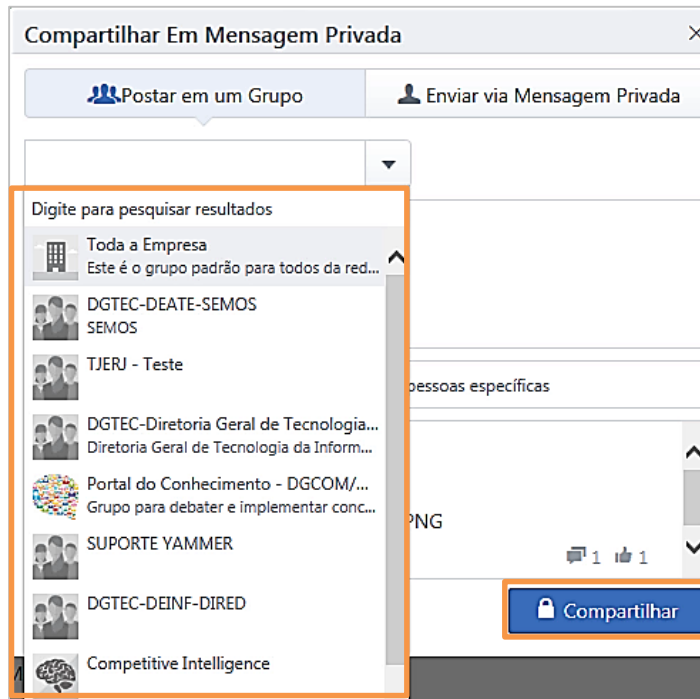 Compartilhar Em Mensagem Privada
Postar em um Grupo
Enviar via Mensagem Privada
Digite para pesquisar resultados
Toda a Empresa
Este é o grupo padrão para todos da red...
DGTEC-DEATE-SEMOS
SEMOS
TJERJ - Teste
pessoas específicas
DGTEC-Diretoria Geral de Tecnologia...
Diretoria Geral de Tecnologia da Inform...
Portal do Conhecimento - DGCOM/...
Grupo para debater e implementar conc...
PNG
SUPORTE YAMMER
1 1
DGTEC-DEINF-DIRED
Compartilhar
Competitive Intelligence